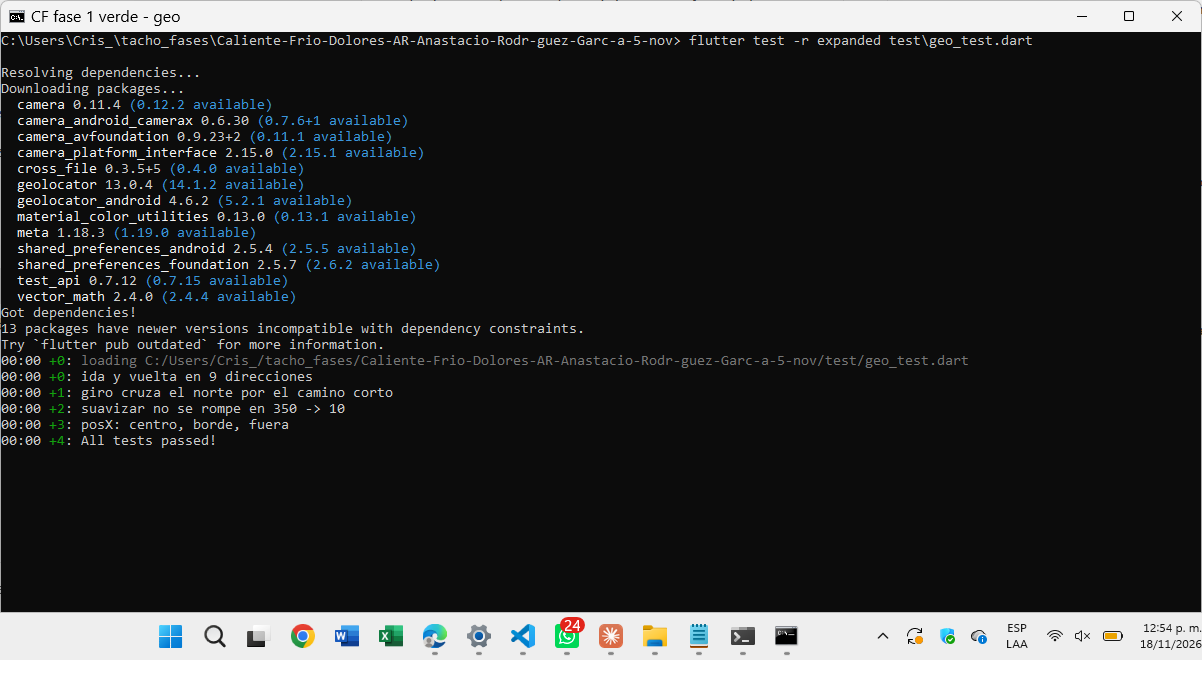 CF fase 1 verde - geo
C:\Users\Cris_\tacho_fases\Caliente-Frio-Dolores-AR-Anastacio-Rodr-guez-Garc-a-5-nov> flutter test -r expanded test\geo_test.dart
Resolving dependencies...
Downloading packages...
camera 0.11.4 (0.12.2 available)
camera_android_camerax 0.6.30 (0.7.6+1 available)
camera_avfoundation 0.9.23+2 (0.11.1 available)
camera_platform_interface 2.15.0 (2.15.1 available)
cross_file 0.3.5+5 (0.4.0 available)
geolocator 13.0.4 (14.1.2 available)
geolocator_android 4.6.2 (5.2.1 available)
material_color_utilities 0.13.0 (0.13.1 available)
meta 1.18.3 (1.19.0 available)
shared_preferences_android 2.5.4 (2.5.5 available)
shared_preferences_foundation 2.5.7 (2.6.2 available)
test_api 0.7.12 (0.7.15 available)
vector_math 2.4.0 (2.4.4 available)
Got dependencies!
13 packages have newer versions incompatible with dependency constraints.
Try `flutter pub outdated` for more information.
00:00 +0: loading C:/Users/Cris_/tacho_fases/Caliente-Frio-Dolores-AR-Anastacio-Rodr-guez-Garc-a-5-nov/test/geo_test.dart
00:00 +0: ida y vuelta en 9 direcciones
00:00 +1: giro cruza el norte por el camino corto
00:00 +2: suavizar no se rompe en 350 -> 10
00:00 +3: posX: centro, borde, fuera
00:00 +4: All tests passed!
24
ESP
LAA
12:54 p. m.
18/11/2026